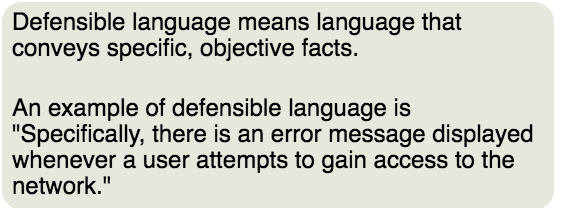 Defensible language means language that
conveys specific, objective facts.
An example of defensible language is
"Specifically, there is an error message displayed
whenever a user attempts to gain access to the
network."